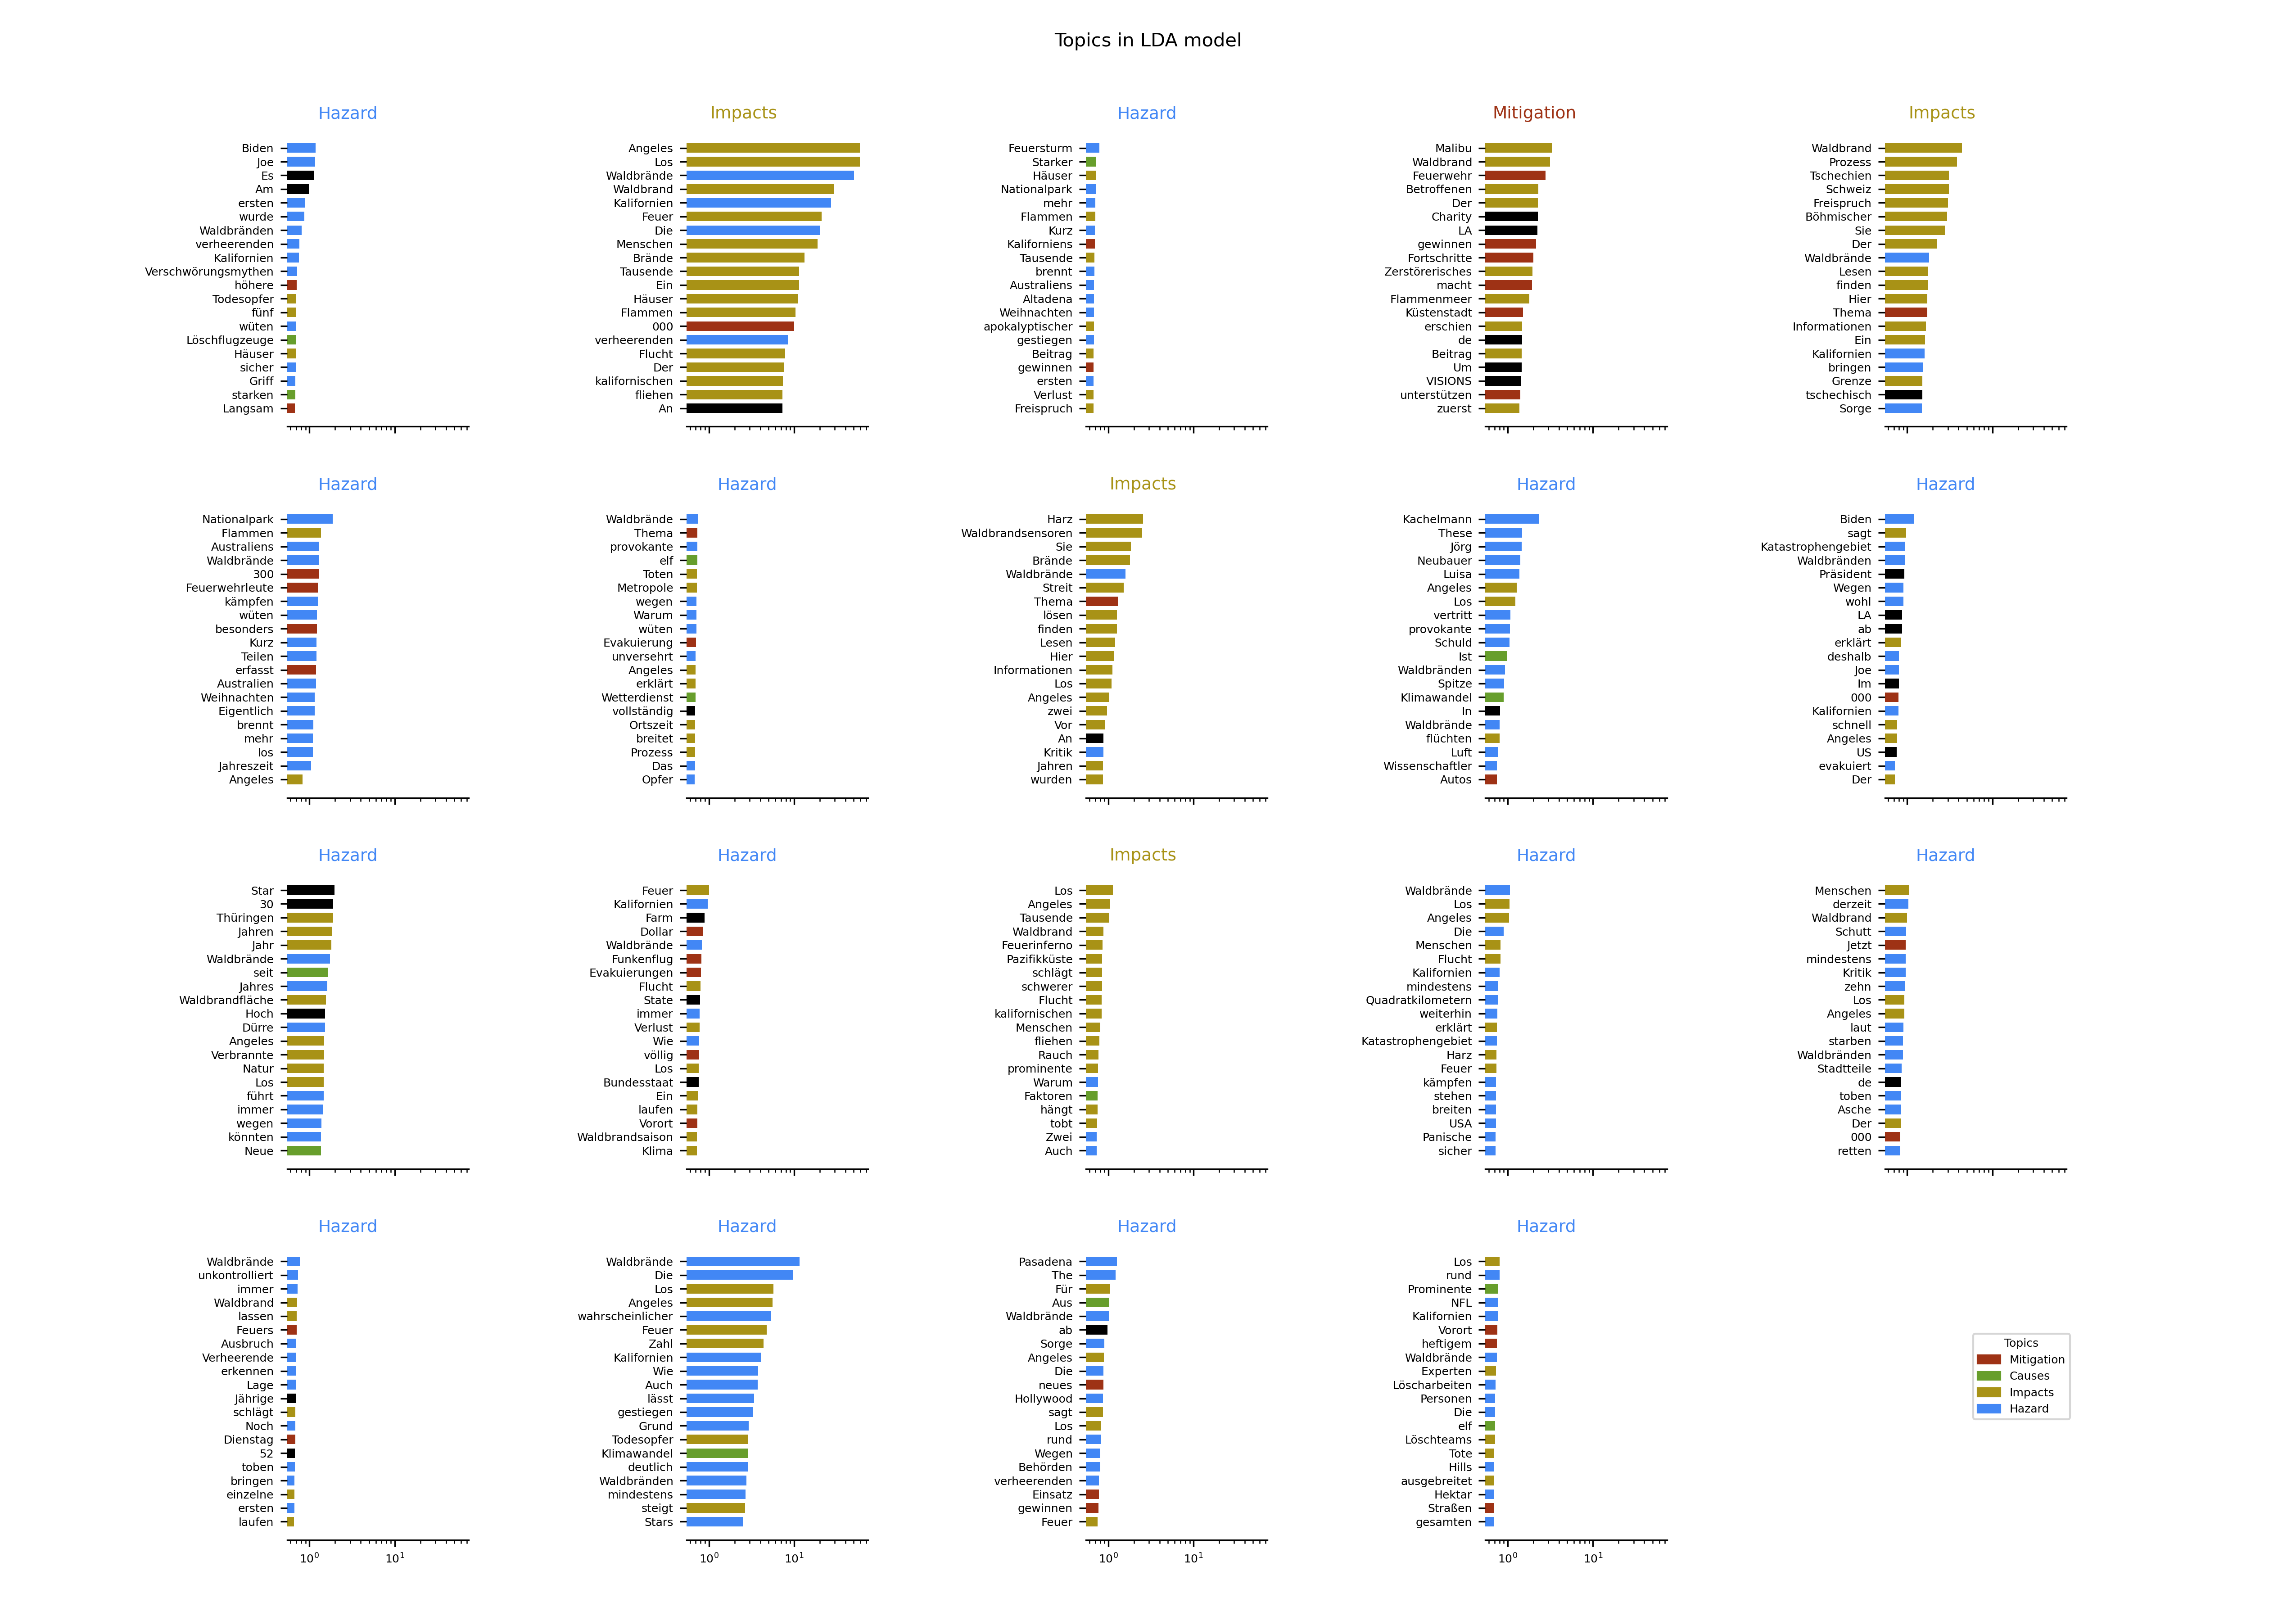 Topics in LDA model
Hazard
Biden
Joe
Es
Am
ersten
wurde
Waldbränden
verheerenden
Kalifornien
Verschwörungsmythen
höhere
Todesopfer
fünf
wüten
Löschflugzeuge
Häuser
sicher
Griff
starken
Langsam
Impacts
Angeles
Los
Waldbrände
Waldbrand
Kalifornien
Feuer
Die
Menschen
Brände
Tausende
Ein
Häuser
Flammen
000
verheerenden
Flucht
Der
kalifornischen
fliehen
An
Hazard
Feuersturm
Starker
Häuser
Nationalpark
mehr
Flammen
Kurz
Kaliforniens
Tausende
brennt
Australiens
Altadena
Weihnachten
apokalyptischer
gestiegen
Beitrag
gewinnen
ersten
Verlust
Freispruch
Mitigation
Malibu
Waldbrand
Feuerwehr
Betroffenen
Der
Charity
LA
gewinnen
Fortschritte
Zerstörerisches
macht
Flammenmeer
Küstenstadt
erschien
de
Beitrag
Um
VISIONS
unterstützen
zuerst
Impacts
Waldbrand
Prozess
Tschechien
Schweiz
Freispruch
Böhmischer
Sie
Der
Waldbrände
Lesen
finden
Hier
Thema
Informationen
Ein
Kalifornien
bringen
Grenze
tschechisch
Sorge
Hazard
Nationalpark
Flammen
Australiens
Waldbrände
300
Feuerwehrleute
kämpfen
wüten
besonders
Kurz
Teilen
erfasst
Australien
Weihnachten
Eigentlich
brennt
mehr
los
Jahreszeit
Angeles
Hazard
Waldbrände
Thema
provokante
elf
Toten
Metropole
wegen
Warum
wüten
Evakuierung
unversehrt
Angeles
erklärt
Wetterdienst
vollständig
Ortszeit
breitet
Prozess
Das
Opfer
Impacts
Harz
Waldbrandsensoren
Sie
Brände
Waldbrände
Streit
Thema
lösen
finden
Lesen
Hier
Informationen
Los
Angeles
zwei
Vor
An
Kritik
Jahren
wurden
Hazard
Kachelmann
These
Jörg
Neubauer
Luisa
Angeles
Los
vertritt
provokante
Schuld
Ist
Waldbränden
Spitze
Klimawandel
In
Waldbrände
flüchten
Luft
Wissenschaftler
Autos
Hazard
Biden
sagt
Katastrophengebiet
Waldbränden
Präsident
Wegen
wohl
LA
ab
erklärt
deshalb
Joe
Im
000
Kalifornien
schnell
Angeles
US
evakuiert
Der
Hazard
Star
30
Thüringen
Jahren
Jahr
Waldbrände
seit
Jahres
Waldbrandfläche
Hoch
Dürre
Angeles
Verbrannte
Natur
Los
führt
immer
wegen
könnten
Neue
Hazard
Feuer
Kalifornien
Farm
Dollar
Waldbrände
Funkenflug
Evakuierungen
Flucht
State
immer
Verlust
Wie
völlig
Los
Bundesstaat
Ein
laufen
Vorort
Waldbrandsaison
Klima
Impacts
Los
Angeles
Tausende
Waldbrand
Feuerinferno
Pazifikküste
schlägt
schwerer
Flucht
kalifornischen
Menschen
fliehen
Rauch
prominente
Warum
Faktoren
hängt
tobt
Zwei
Auch
Hazard
Waldbrände
Los
Angeles
Die
Menschen
Flucht
Kalifornien
mindestens
Quadratkilometern
weiterhin
erklärt
Katastrophengebiet
Harz
Feuer
kämpfen
stehen
breiten
USA
Panische
sicher
Hazard
Menschen
derzeit
Waldbrand
Schutt
Jetzt
mindestens
Kritik
zehn
Los
Angeles
laut
starben
Waldbränden
Stadtteile
de
toben
Asche
Der
000
retten
Hazard
Waldbrände
unkontrolliert
immer
Waldbrand
lassen
Feuers
Ausbruch
Verheerende
erkennen
Lage
Jährige
schlägt
Noch
Dienstag
52
toben
bringen
einzelne
ersten
laufen
10⁰ 10¹
Hazard
Waldbrände
Die
Los
Angeles
wahrscheinlicher
Feuer
Zahl
Kalifornien
Wie
Auch
lässt
gestiegen
Grund
Todesopfer
Klimawandel
deutlich
Waldbränden
mindestens
steigt
Stars
10⁰ 10¹
Hazard
Pasadena
The
Für
Aus
Waldbrände
ab
Sorge
Angeles
Die
neues
Hollywood
sagt
Los
rund
Wegen
Behörden
verheerenden
Einsatz
gewinnen
Feuer
10⁰ 10¹
Hazard
Los
rund
Prominente
NFL
Kalifornien
Vorort
heftigem
Waldbrände
Experten
Löscharbeiten
Personen
Die
elf
Löschteams
Tote
Hills
ausgebreitet
Hektar
Straßen
gesamten
10⁰ 10¹
Topics
Mitigation
Causes
Impacts
Hazard